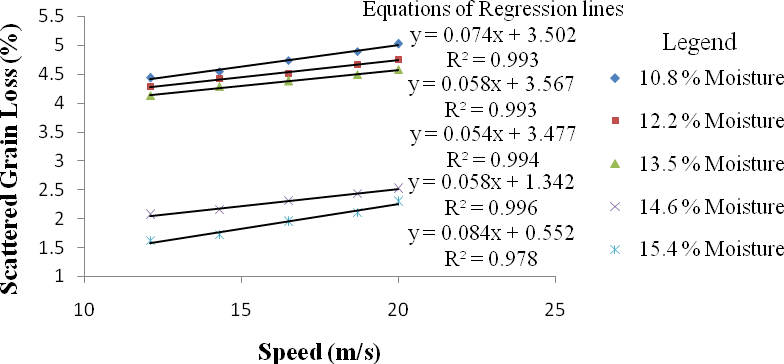 Equations of Regression lines
y = 0.074x + 3.502
R² = 0.993
y = 0.058x + 3.567
R² = 0.993
y = 0.054x + 3.477
R² = 0.994
y = 0.058x + 1.342
R² = 0.996
y = 0.084x + 0.552
R² = 0.978
Legend
10.8 % Moisture
12.2 % Moisture
13.5 % Moisture
14.6 % Moisture
15.4 % Moisture
Scattered Grain Loss (%)
5.5
5
4.5
4
3.5
3
2.5
2
1.5
1
10
15
20
25
Speed (m/s)